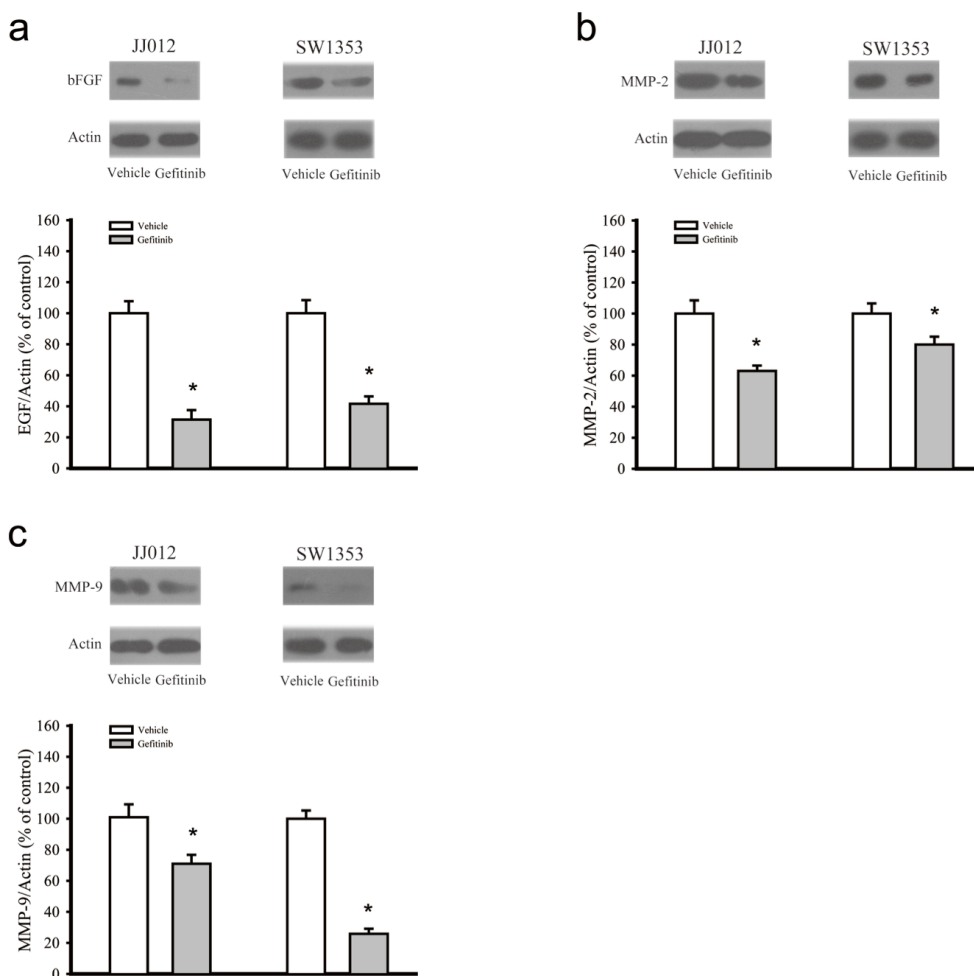 a
JJ012 SW1353
bFGF
Actin
Vehicle Gefitinib Vehicle Gefitinib
160
140
120
100
80
60
40
20
0
EGF/Actin (% of control)
Vehicle
Gefitinib
* *
b
JJ012 SW1353
MMP-2
Actin
Vehicle Gefitinib Vehicle Gefitinib
160
140
120
100
80
60
40
20
0
MMP-2/Actin (% of control)
Vehicle
Gefitinib
* *
c
JJ012 SW1353
MMP-9
Actin
Vehicle Gefitinib Vehicle Gefitinib
160
140
120
100
80
60
40
20
0
MMP-9/Actin (% of control)
Vehicle
Gefitinib
* *